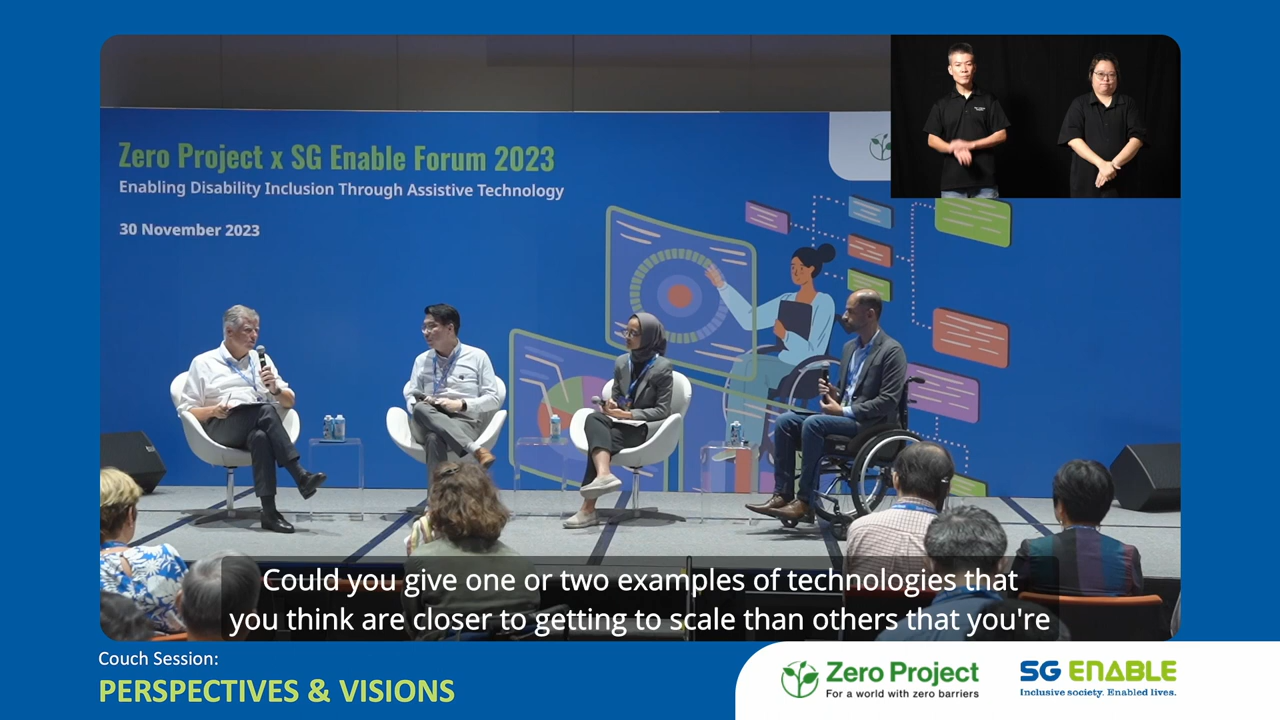 Zero Project x SG Enable Forum 2023
Enabling Disability Inclusion Through Assistive Technology
30 November 2023
Could you give one or two examples of technologies that
you think are closer to getting to scale than others that you're
Couch Session:
PERSPECTIVES & VISIONS
Zero Project
For a world with zero barriers
SG ENABLE
Inclusive society. Enabled lives.